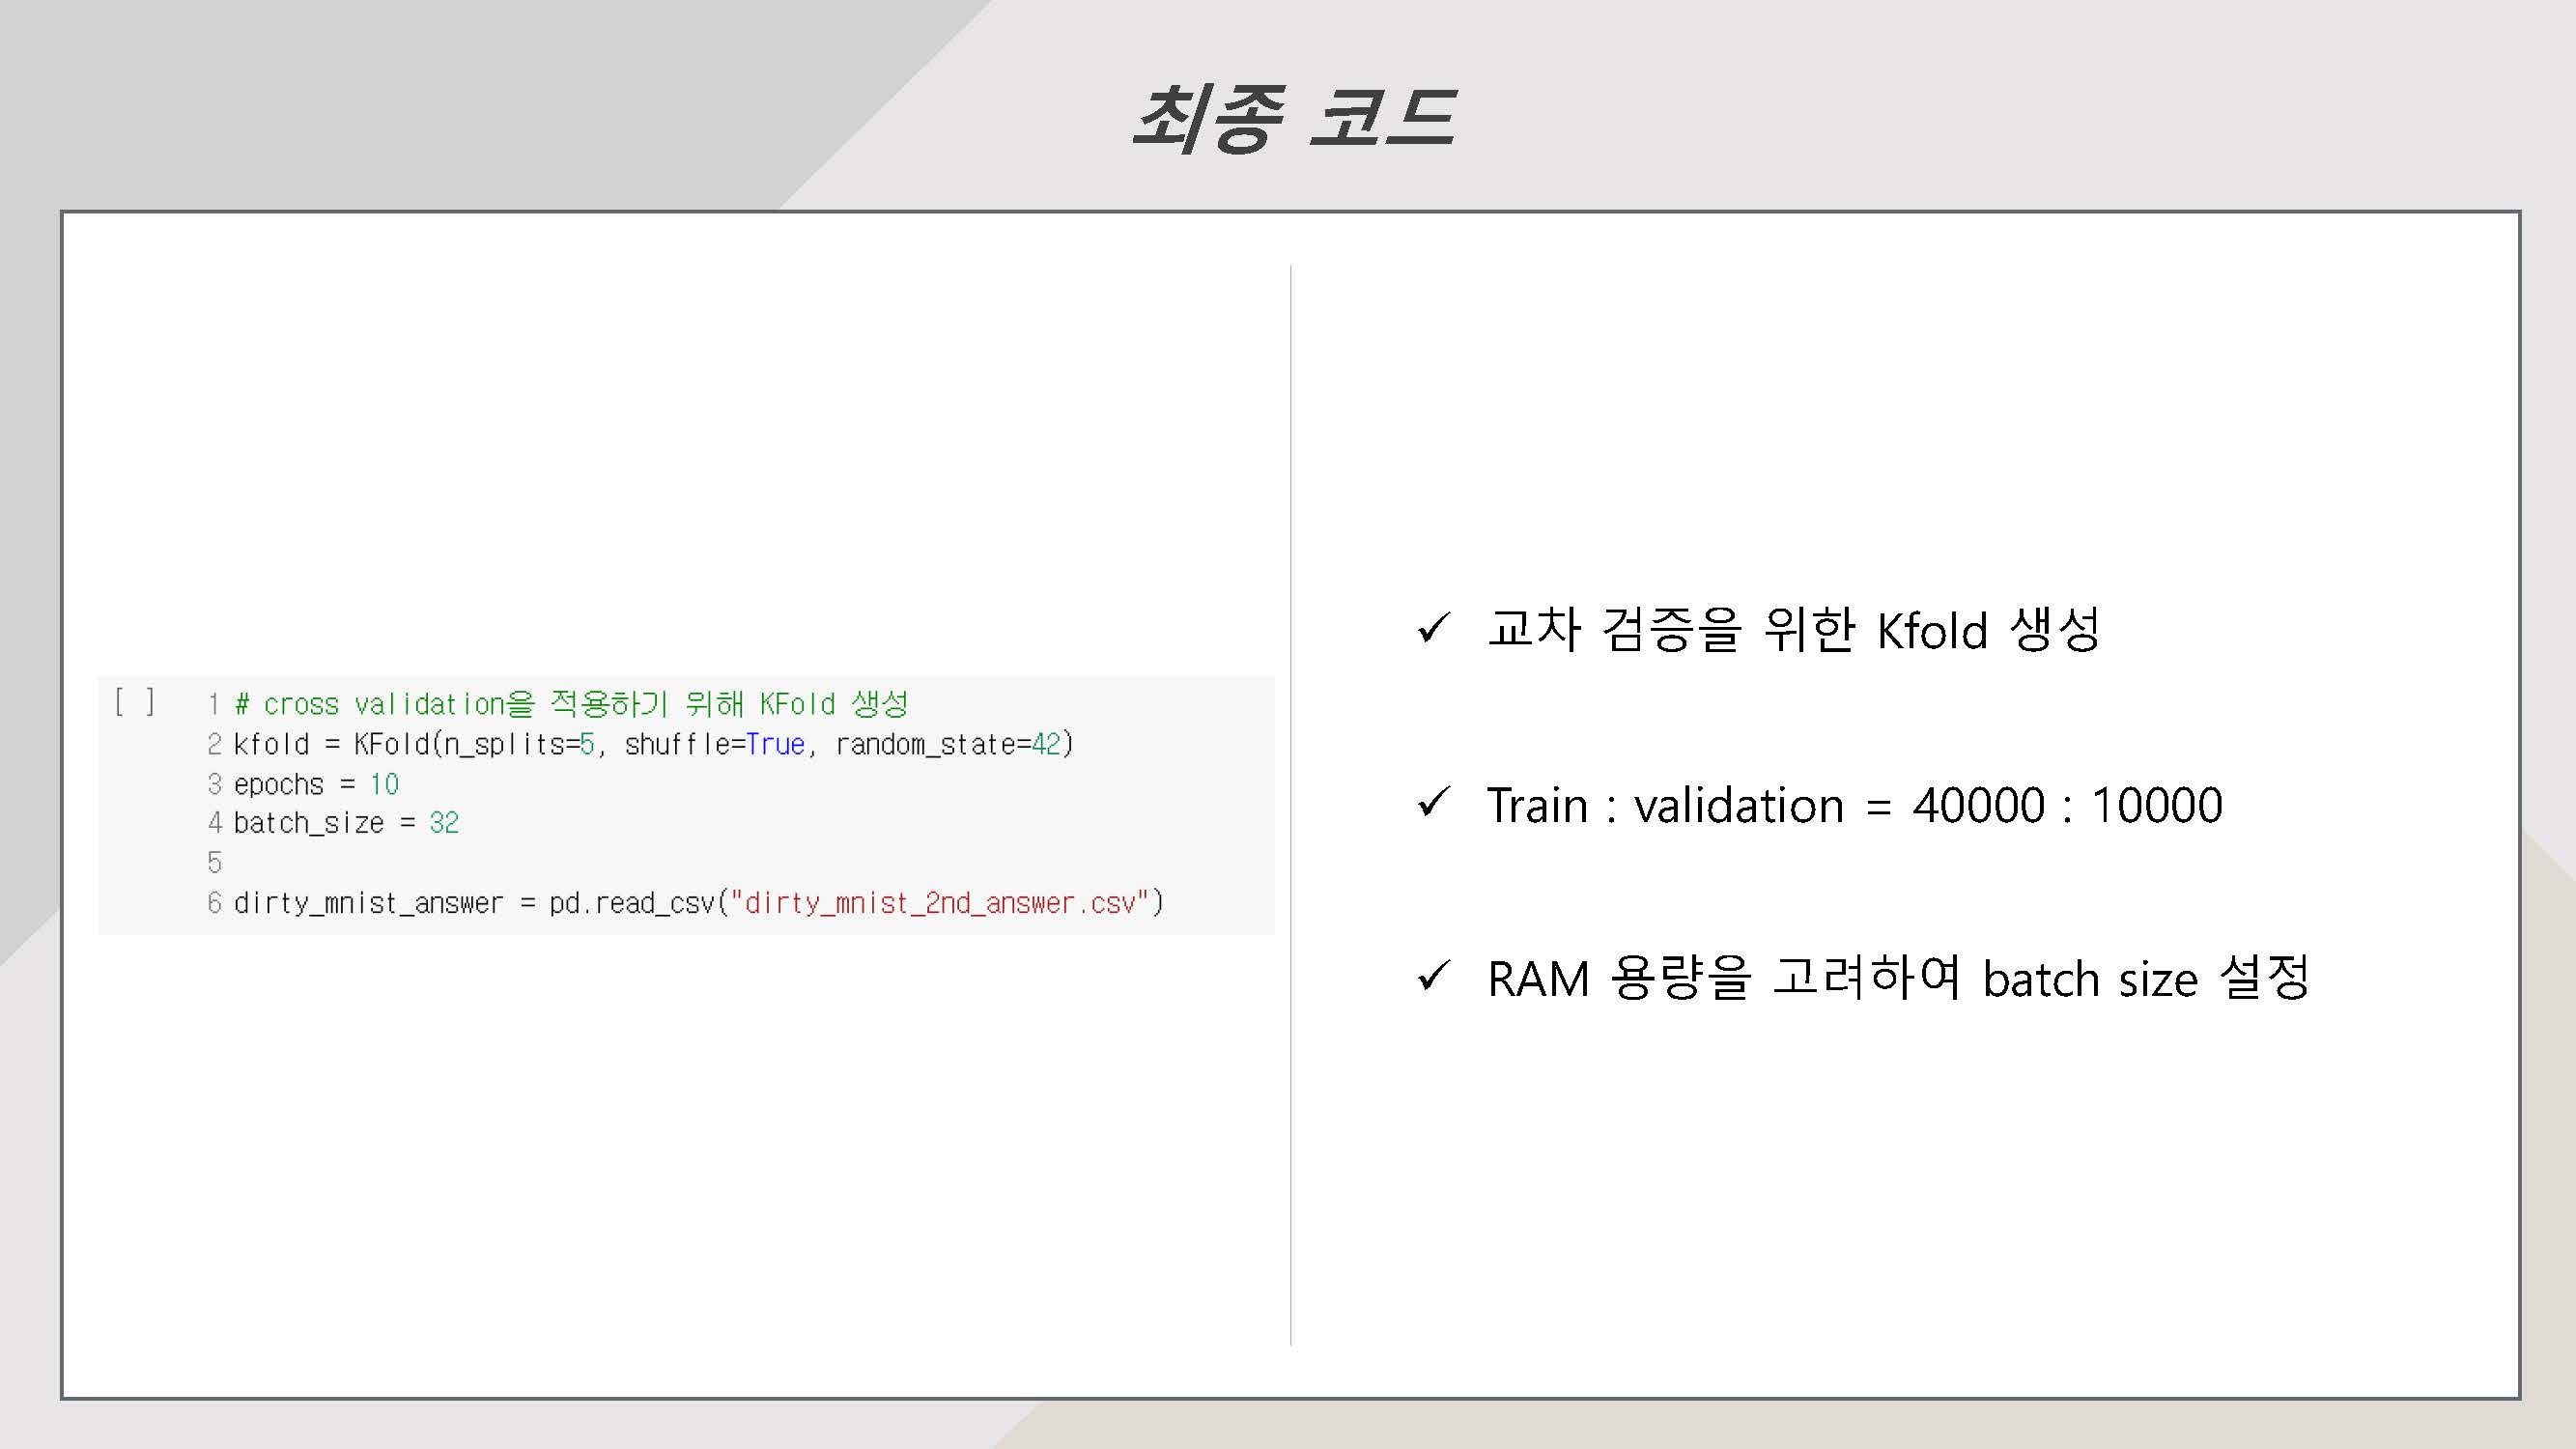 최종 코드
[ ] 1 # cross validation을 적용하기 위해 KFold 생성
2 kfold = KFold(n_splits=5, shuffle=True, random_state=42)
3 epochs = 10
4 batch_size = 32
5
6 dirty_mnist_answer = pd.read_csv("dirty_mnist_2nd_answer.csv")
✓ 교차 검증을 위한 Kfold 생성
✓ Train : validation = 40000 : 10000
✓ RAM 용량을 고려하여 batch size 설정